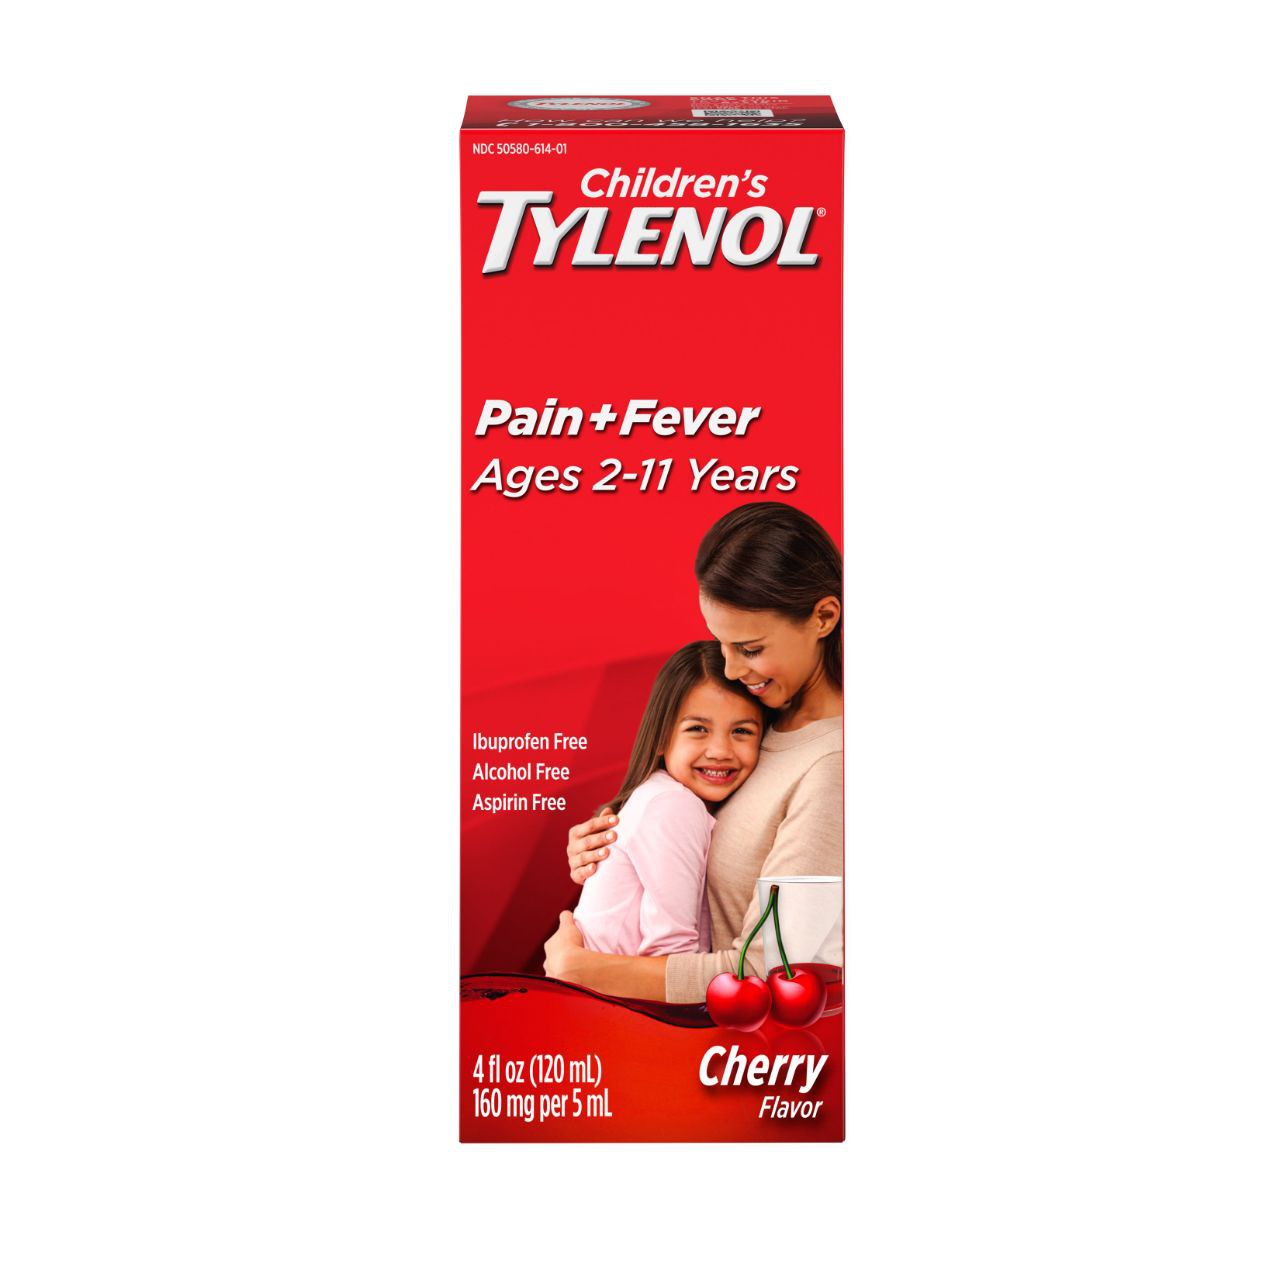 TYLENOL
NDC 50580-614-01
Children's
TYLENOL®
Pain+Fever
Ages 2-11 Years
Ibuprofen Free
Alcohol Free
Aspirin Free
4 fl oz (120 mL)
160 mg per 5 mL
Cherry
Flavor